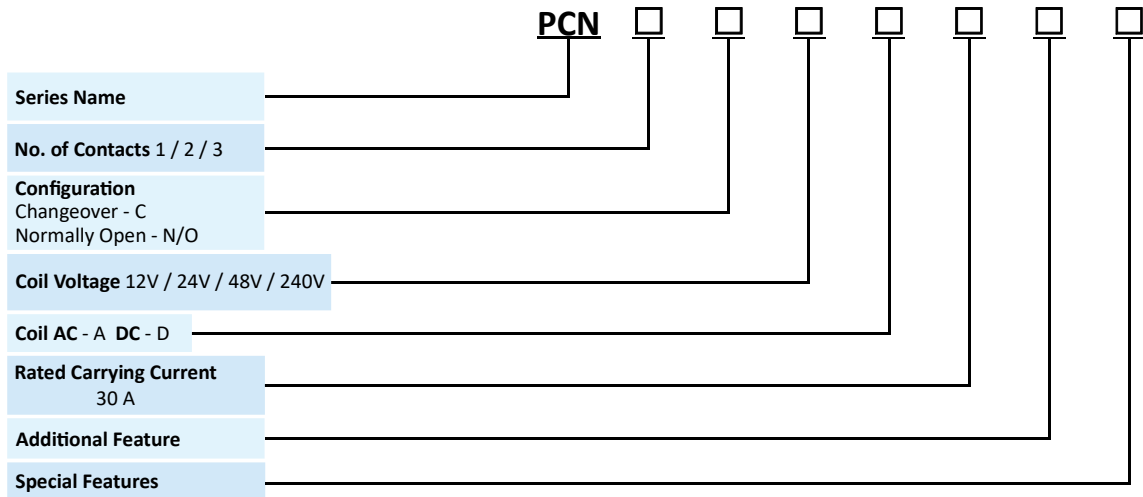 PCN
Series Name
No. of Contacts 1 / 2 / 3
Configuration
Changeover - C
Normally Open - N/O
Coil Voltage 12V / 24V / 48V / 240V
Coil AC - A DC - D
Rated Carrying Current
30 A
Additional Feature
Special Features